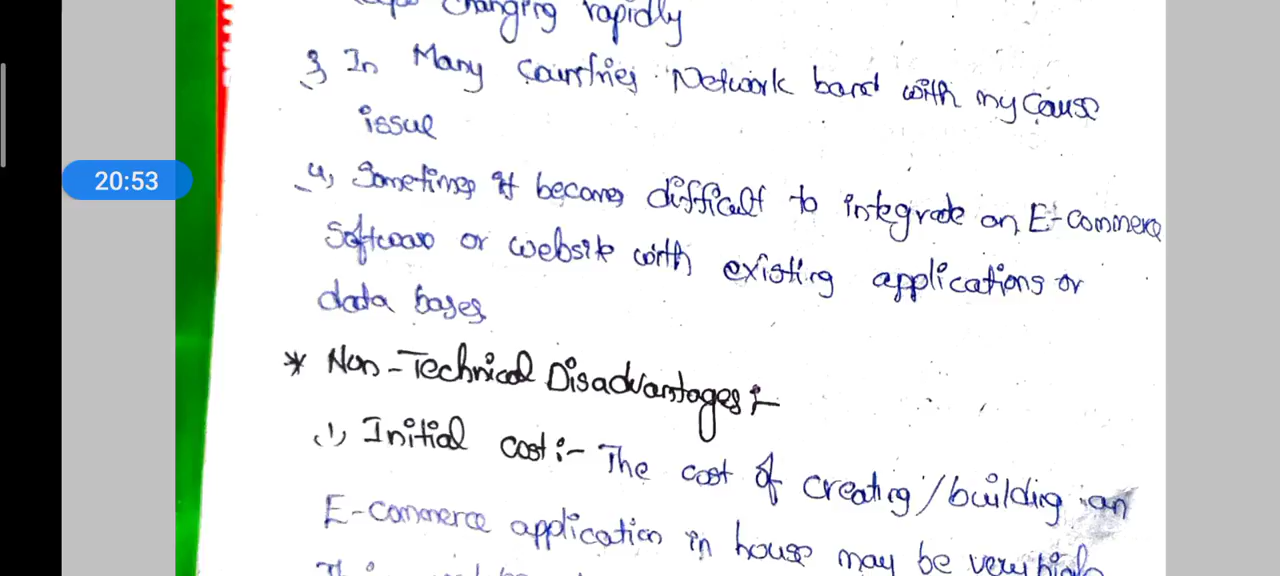 changing rapidly
3, In Many Countries Network band with my cause
issue
20:53
4, Sometimes it becomes difficult to integrate an E-commerce
Software or website with existing applications or
data bases
* Non-Technical Disadvantages:-
(1) Initial cost:- The cost of creating/building an
E-commerce application in house may be very high